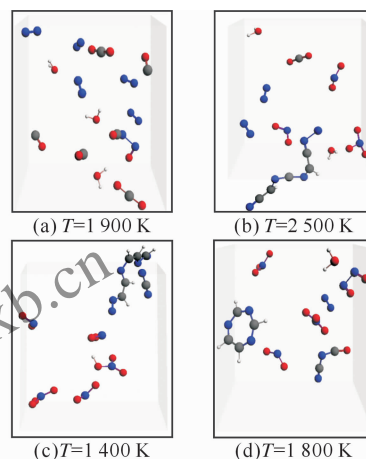 (a) T=1 900 K
(b) T=2 500 K
(c) T=1 400 K
(d)T=1 800 K
xb.cn